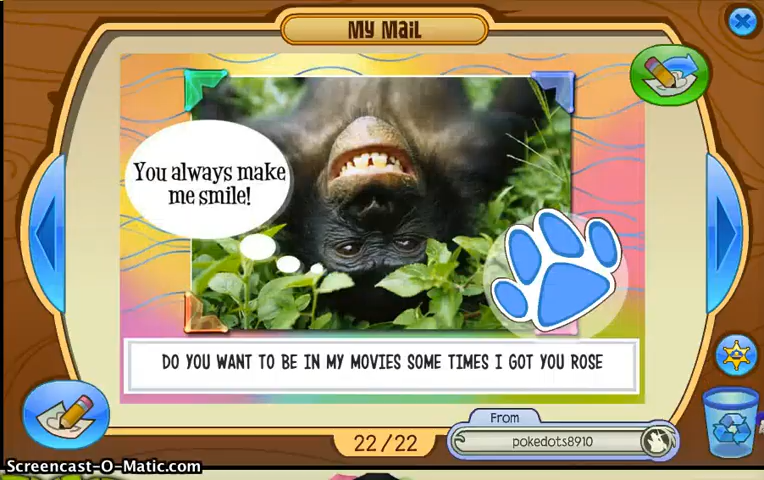 My Mail
You always make
me smile!
DO YOU WANT TO BE IN MY MOVIES SOME TIMES I GOT YOU ROSE
From
22/22
pokedots8910
Screencast-O-Matic.com